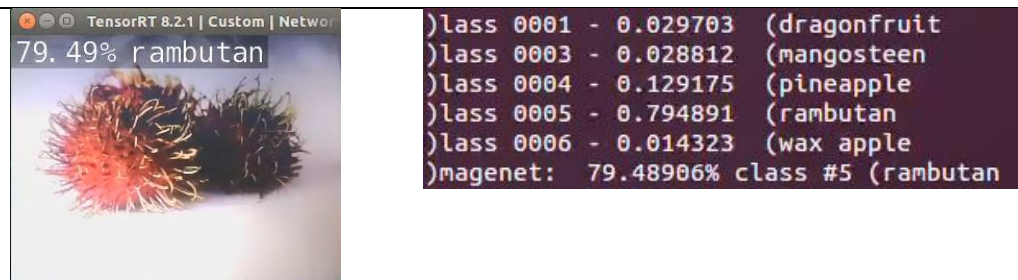 TensorRT 8.2.1 | Custom | Networ
79.49% rambutan
)lass 0001 - 0.029703 (dragonfruit
)lass 0003 - 0.028812 (mangosteen
)lass 0004 - 0.129175 (pineapple
)lass 0005 - 0.794891 (rambutan
)lass 0006 - 0.014323 (wax apple
)magenet: 79.48906% class #5 (rambutan